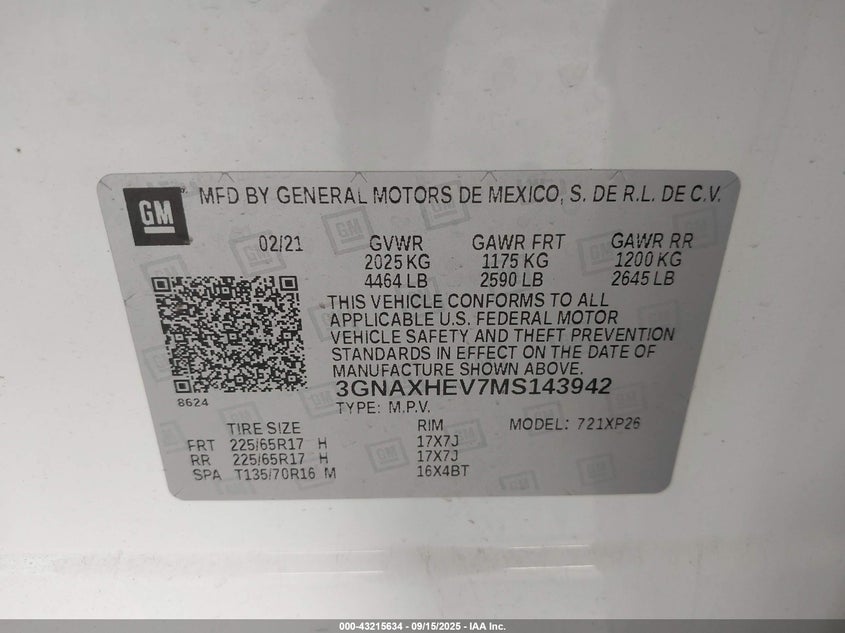 GM
MFD BY GENERAL MOTORS DE MEXICO, S. DE R.L. DE C.V.
02/21 GVWR GAWR FRT GAWR RR
2025 KG 1175 KG 1200 KG
4464 LB 2590 LB 2645 LB
THIS VEHICLE CONFORMS TO ALL
APPLICABLE U.S. FEDERAL MOTOR
VEHICLE SAFETY AND THEFT PREVENTION
STANDARDS IN EFFECT ON THE DATE OF
MANUFACTURE SHOWN ABOVE.
8624
3GNAXHEV7MS143942
TYPE: M.P.V.
TIRE SIZE RIM MODEL: 721XP26
FRT 225/65R17 H 17X7J
RR 225/65R17 H 17X7J
SPA T135/70R16 M 16X4BT
000-43215634 - 09/15/2025 - IAA Inc.